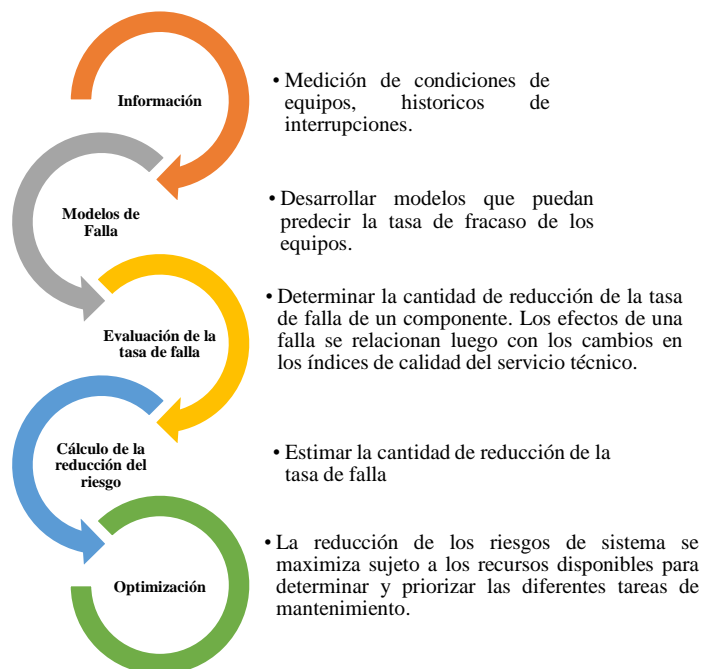 Información
• Medición de condiciones de
equipos, historicos de
interrupciones.
Modelos de
Falla
• Desarrollar modelos que puedan
predecir la tasa de fracaso de los
equipos.
Evaluación de la
tasa de falla
• Determinar la cantidad de reducción de la tasa
de falla de un componente. Los efectos de una
falla se relacionan luego con los cambios en
los índices de calidad del servicio técnico.
Cálculo de la
reducción del
riesgo
• Estimar la cantidad de reducción de la
tasa de falla
Optimización
• La reducción de los riesgos de sistema se
maximiza sujeto a los recursos disponibles para
determinar y priorizar las diferentes tareas de
mantenimiento.